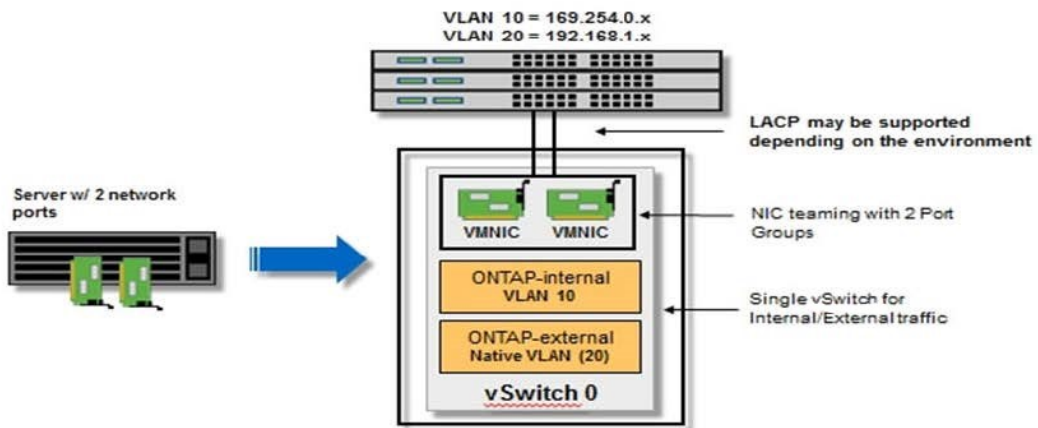 VLAN 10 = 169.254.0.x
VLAN 20 = 192.168.1.x
LACP may be supported
depending on the environment
Server w/ 2 network
ports
VMNIC
VMNIC
NIC teaming with 2 Port
Groups
ONTAP-internal
VLAN 10
Single vSwitch for
Internal/External traffic
ONTAP-external
Native VLAN (20)
vSwitch 0